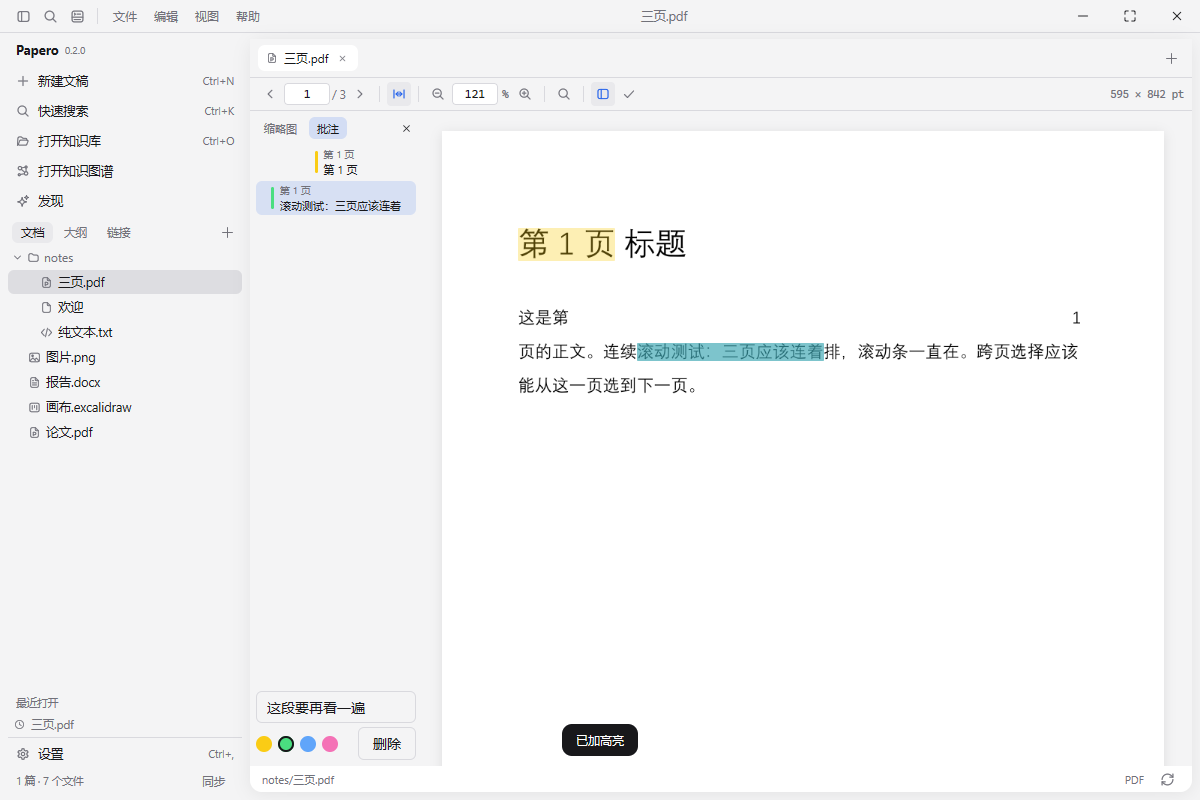 文件 编辑 视图 帮助
三页.pdf
Papero 0.2.0
新建文稿 Ctrl+N
快速搜索 Ctrl+K
打开知识库 Ctrl+O
打开知识图谱
发现
文档 大纲 链接
notes
三页.pdf
欢迎
纯文本.txt
图片.png
报告.docx
画布.excalidraw
论文.pdf
最近打开
三页.pdf
设置 Ctrl+,
1 篇 · 7 个文件 同步
三页.pdf
1 / 3 121 % 595 × 842 pt
缩略图 批注
第 1 页
第 1 页
第 1 页
滚动测试：三页应该连着
这段要再看一遍
删除
第 1 页 标题
这是第 1
页的正文。连续滚动测试：三页应该连着排，滚动条一直在。跨页选择应该
能从这一页选到下一页。
已加高亮
notes/三页.pdf PDF